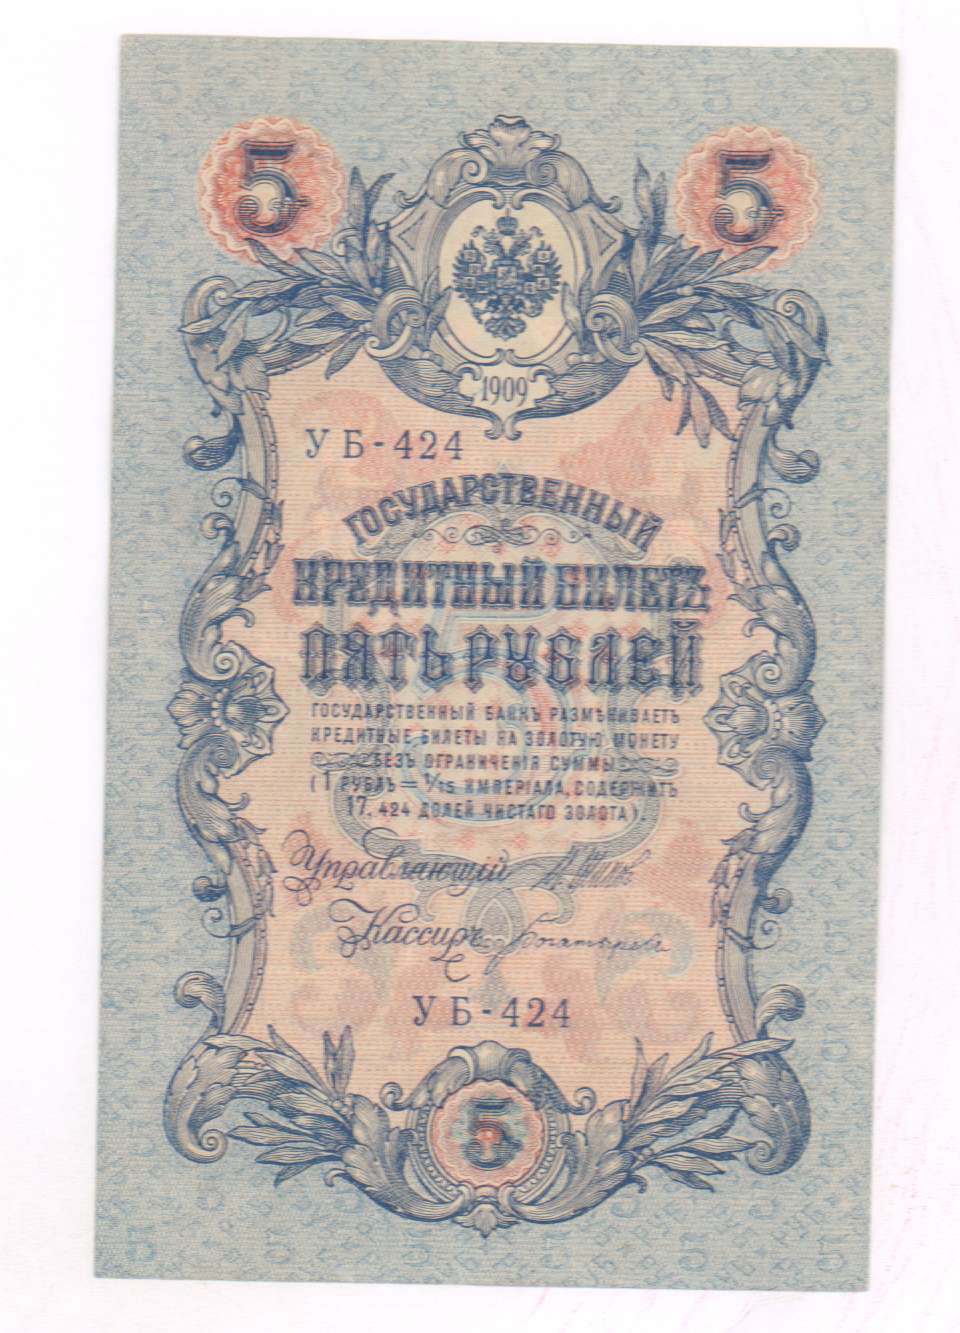 5 5
1909
УБ-424
ГОСУДАРСТВЕННЫЙ
КРЕДИТНЫЙ БИЛЕТЪ
ПЯТЬ РУБЛЕЙ
ГОСУДАРСТВЕННЫЙ БАНКЪ РАЗМѢНИВАЕТЪ
КРЕДИТНЫЕ БИЛЕТЫ НА ЗОЛОТУЮ МОНЕТУ
БЕЗЪ ОГРАНИЧЕНІЯ СУММЫ
(1 РУБЛЬ = 1/15 ИМПЕРІАЛА, СОДЕРЖИТЪ
17,424 ДОЛЕЙ ЧИСТАГО ЗОЛОТА).
Управляющій
Кассиръ
УБ-424
5